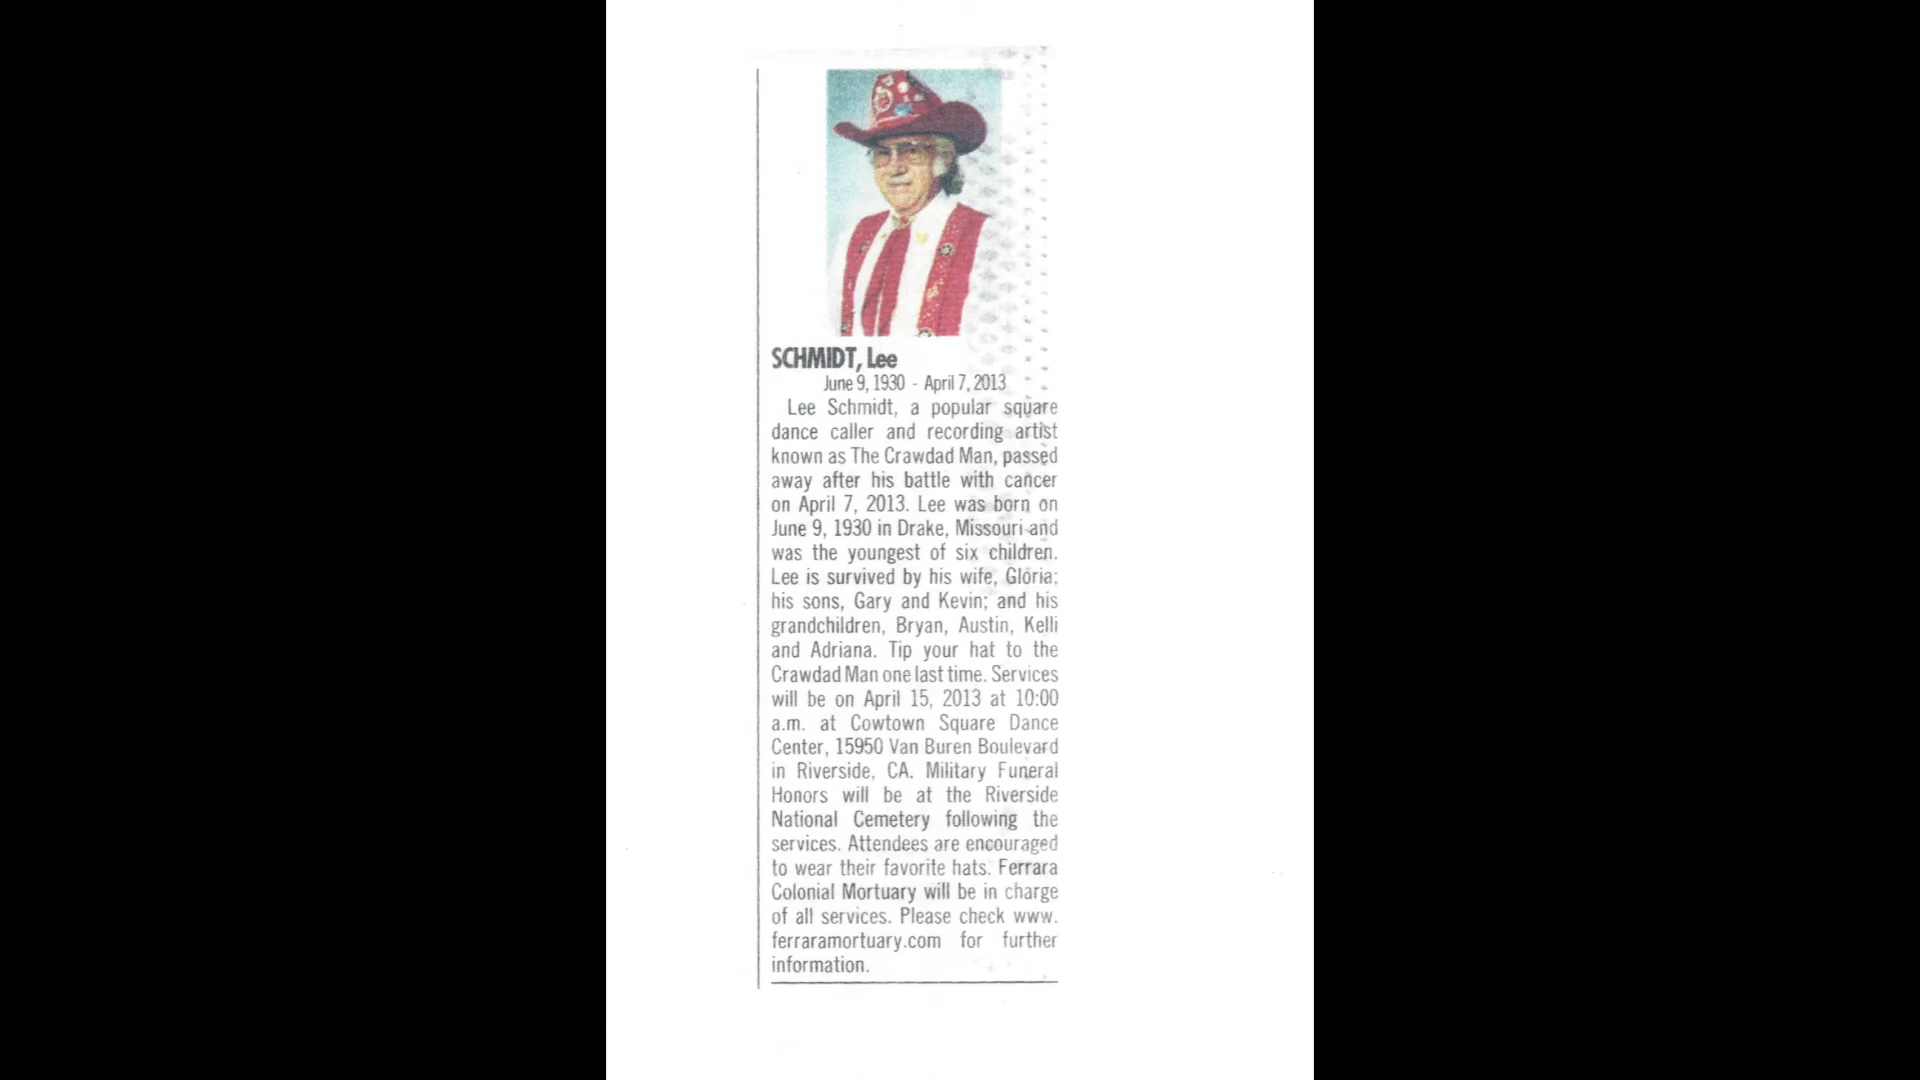 SCHMIDT, Lee
June 9, 1930 - April 7, 2013
Lee Schmidt, a popular square
dance caller and recording artist
known as The Crawdad Man, passed
away after his battle with cancer
on April 7, 2013. Lee was born on
June 9, 1930 in Drake, Missouri and
was the youngest of six children.
Lee is survived by his wife, Gloria;
his sons, Gary and Kevin; and his
grandchildren, Bryan, Austin, Kelli
and Adriana. Tip your hat to the
Crawdad Man one last time. Services
will be on April 15, 2013 at 10:00
a.m. at Cowtown Square Dance
Center, 15950 Van Buren Boulevard
in Riverside, CA. Military Funeral
Honors will be at the Riverside
National Cemetery following the
services. Attendees are encouraged
to wear their favorite hats. Ferrara
Colonial Mortuary will be in charge
of all services. Please check www.
ferraramortuary.com for further
information.